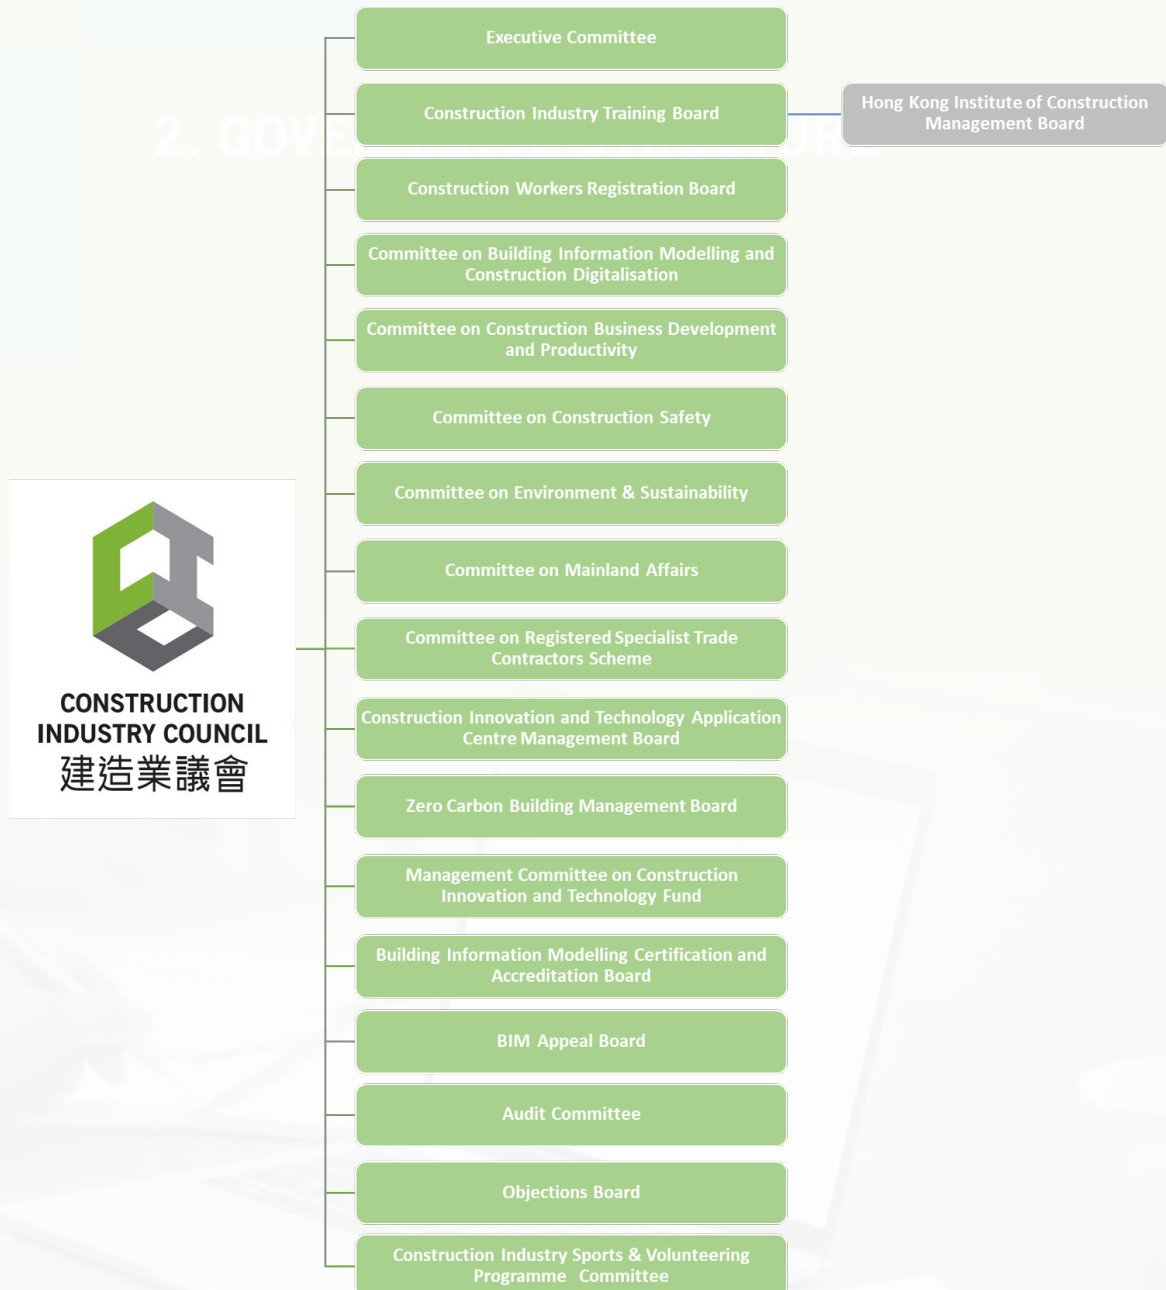 Executive Committee
Construction Industry Training Board
Hong Kong Institute of Construction
Management Board
2. GOVERNANCE STRUCTURE
Construction Workers Registration Board
Committee on Building Information Modelling and
Construction Digitalisation
Committee on Construction Business Development
and Productivity
Committee on Construction Safety
Committee on Environment & Sustainability
Committee on Mainland Affairs
Committee on Registered Specialist Trade
Contractors Scheme
CONSTRUCTION
INDUSTRY COUNCIL
建造業議會
Construction Innovation and Technology Application
Centre Management Board
Zero Carbon Building Management Board
Management Committee on Construction
Innovation and Technology Fund
Building Information Modelling Certification and
Accreditation Board
BIM Appeal Board
Audit Committee
Objections Board
Construction Industry Sports & Volunteering
Programme Committee